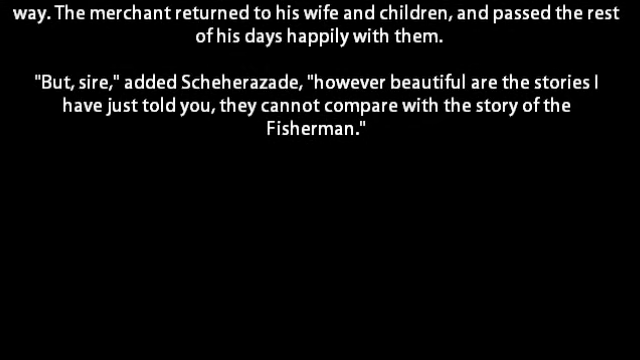 way. The merchant returned to his wife and children, and passed the rest
of his days happily with them.
"But, sire," added Scheherazade, "however beautiful are the stories I
have just told you, they cannot compare with the story of the
Fisherman."